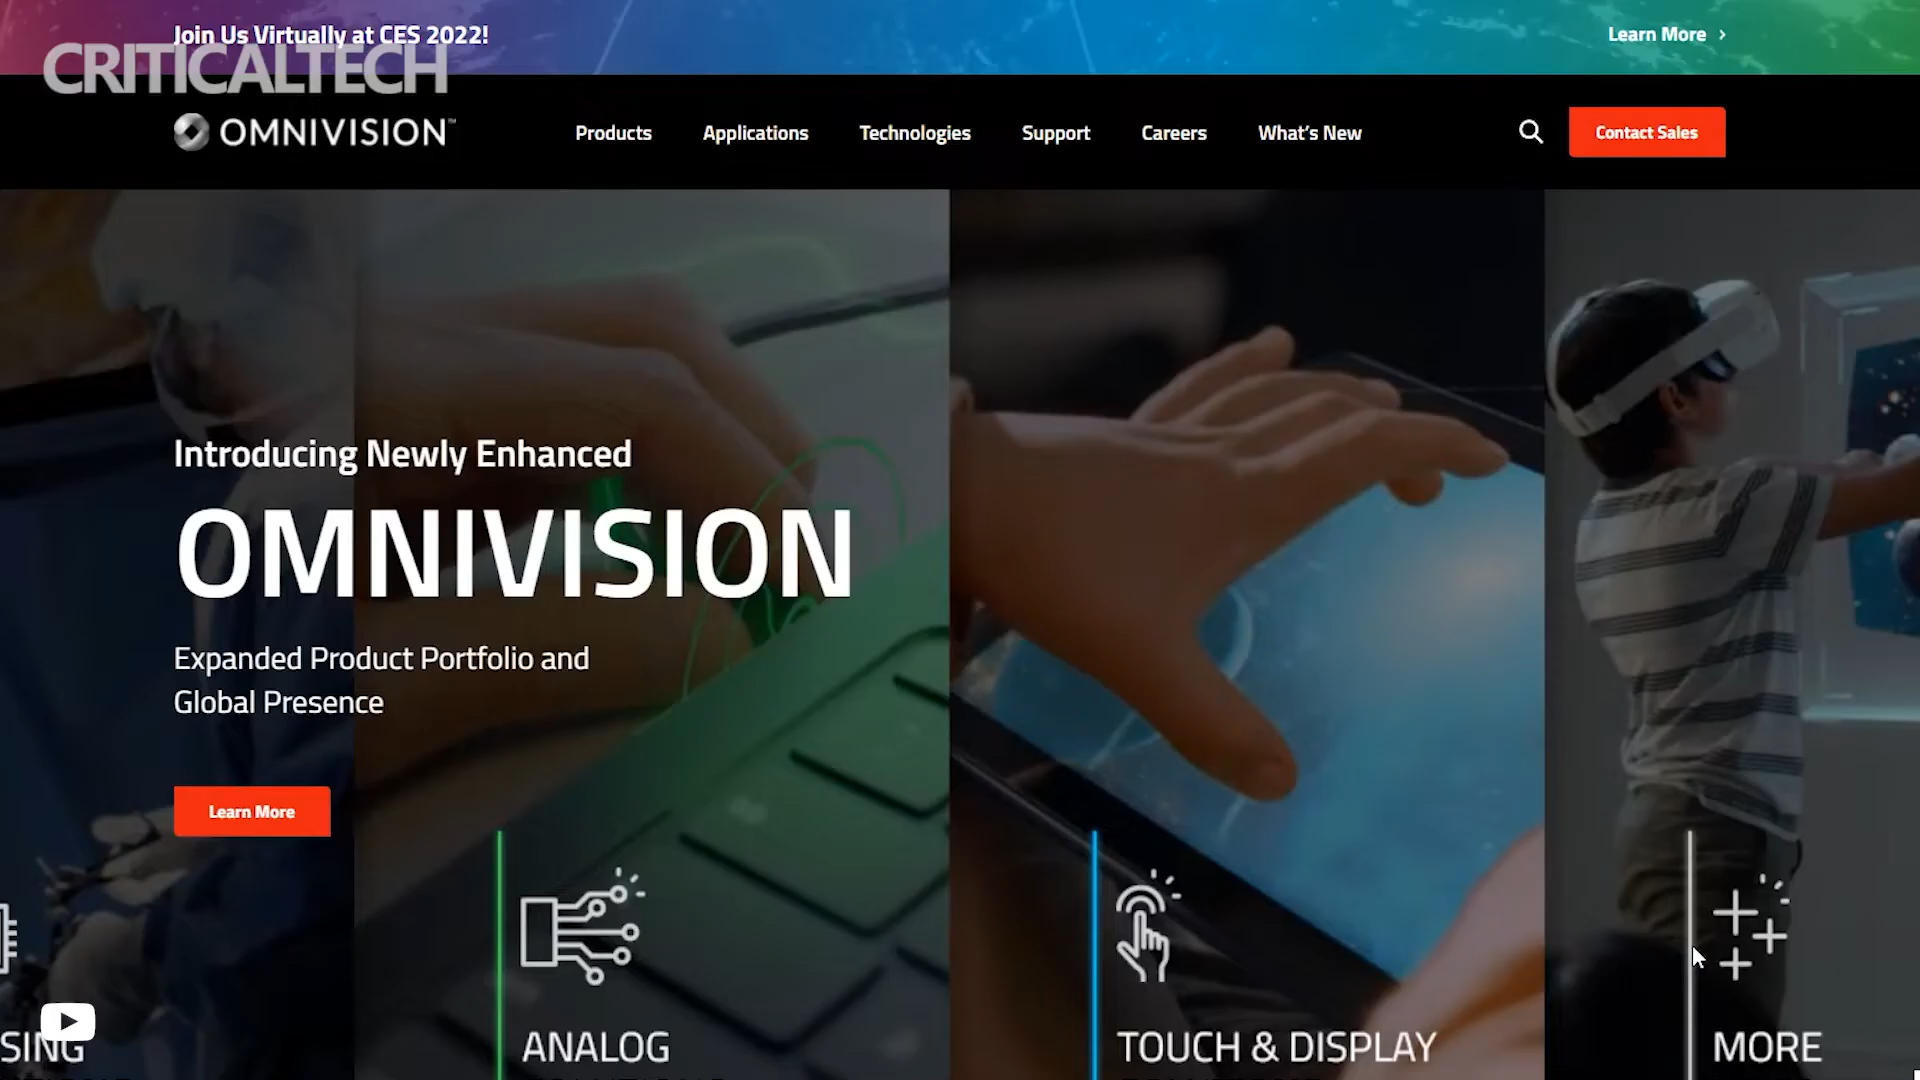 Join Us Virtually at CES 2022!
Learn More
CRITICALTECH
OMNIVISION™
Products
Applications
Technologies
Support
Careers
What's New
Contact Sales
Introducing Newly Enhanced
OMNIVISION
Expanded Product Portfolio and
Global Presence
Learn More
SING
ANALOG
TOUCH & DISPLAY
MORE